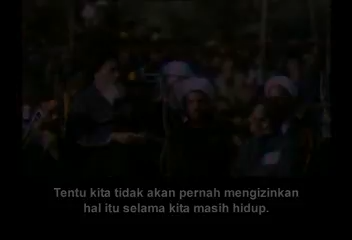 Tentu kita tidak akan pernah mengizinkan
hal itu selama kita masih hidup.